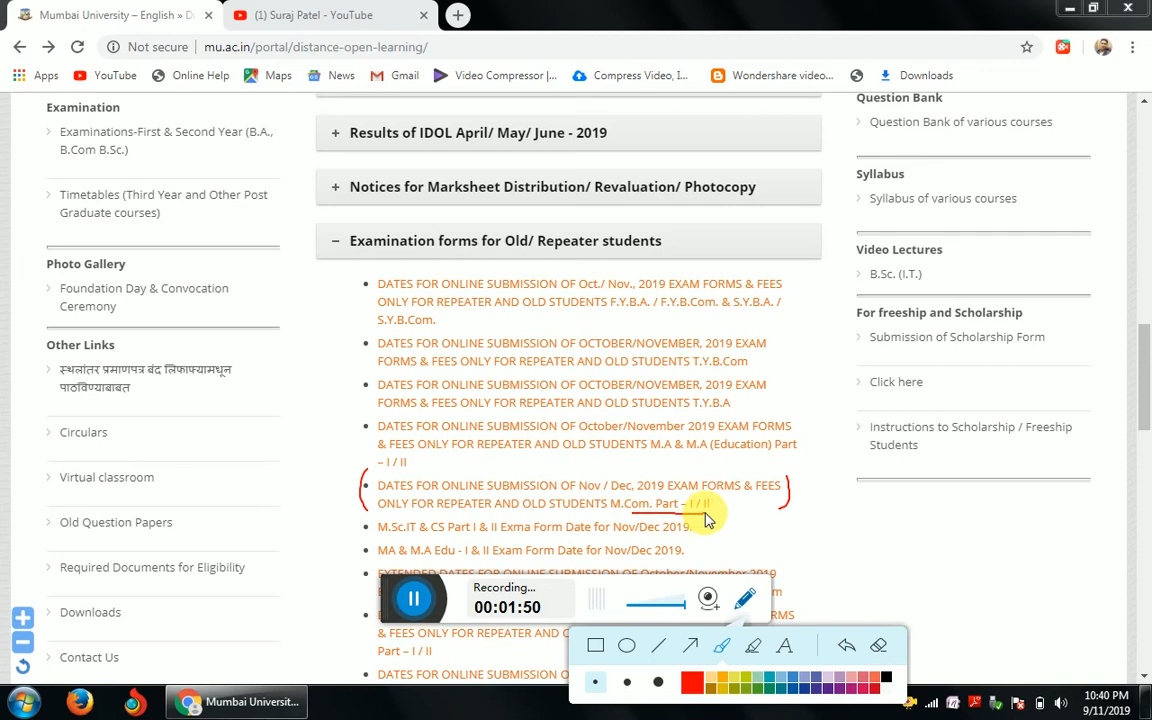 Mumbai University – English » D
(1) Suraj Patel - YouTube
Not secure
mu.ac.in/portal/distance-open-learning/
Apps
YouTube
Online Help
Maps
News
Gmail
Video Compressor |...
Compress Video, I...
Wondershare video...
Downloads
Examination
Examinations-First & Second Year (B.A.,
B.Com B.Sc.)
Timetables (Third Year and Other Post
Graduate courses)
Photo Gallery
Foundation Day & Convocation
Ceremony
Other Links
स्थलांतर प्रमाणपत्र बंद लिफाफ्यामधून
पाठविण्याबाबत
Circulars
Virtual classroom
Old Question Papers
Required Documents for Eligibility
Downloads
Contact Us
+ Results of IDOL April/ May/ June - 2019
+ Notices for Marksheet Distribution/ Revaluation/ Photocopy
− Examination forms for Old/ Repeater students
DATES FOR ONLINE SUBMISSION OF Oct./ Nov., 2019 EXAM FORMS & FEES
ONLY FOR REPEATER AND OLD STUDENTS F.Y.B.A. / F.Y.B.Com. & S.Y.B.A. /
S.Y.B.Com.
DATES FOR ONLINE SUBMISSION OF OCTOBER/NOVEMBER, 2019 EXAM
FORMS & FEES ONLY FOR REPEATER AND OLD STUDENTS T.Y.B.Com
DATES FOR ONLINE SUBMISSION OF OCTOBER/NOVEMBER, 2019 EXAM
FORMS & FEES ONLY FOR REPEATER AND OLD STUDENTS T.Y.B.A
DATES FOR ONLINE SUBMISSION OF October/November 2019 EXAM FORMS
& FEES ONLY FOR REPEATER AND OLD STUDENTS M.A & M.A (Education) Part
– I / II
DATES FOR ONLINE SUBMISSION OF Nov / Dec, 2019 EXAM FORMS & FEES
ONLY FOR REPEATER AND OLD STUDENTS M.Com. Part – I / II
M.Sc.IT & CS Part I & II Exma Form Date for Nov/Dec 2019.
MA & M.A Edu - I & II Exam Form Date for Nov/Dec 2019.
EXTENDED DATES FOR ONLINE SUBMISSION OF October/November 2019
MS
& FEES ONLY FOR REPEATER AND
Part – I / II
DATES FOR ONLINE SUBMISSION
Question Bank
Question Bank of various courses
Syllabus
Syllabus of various courses
Video Lectures
B.Sc. (I.T.)
For freeship and Scholarship
Submission of Scholarship Form
Click here
Instructions to Scholarship / Freeship
Students
Recording...
00:01:50
A
Mumbai Universit...
10:40 PM
9/11/2019